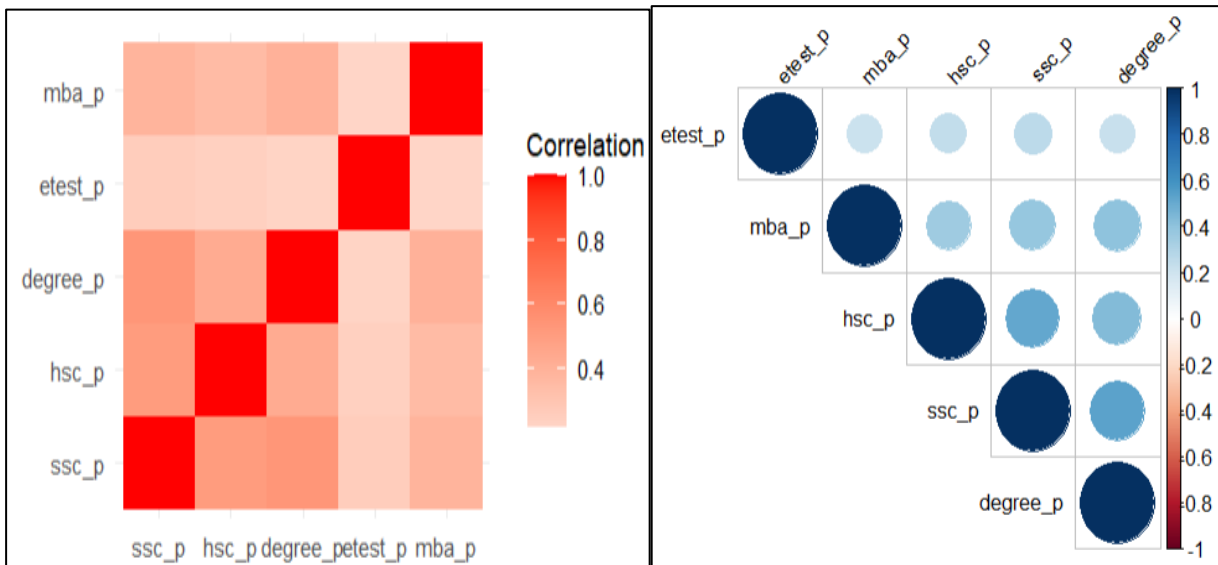 mba_p
etest_p
degree_p
hsc_p
ssc_p
ssc_p hsc_p degree_p etest_p mba_p
Correlation
1.0
0.8
0.6
0.4
etest_p mba_p hsc_p ssc_p degree_p
etest_p
mba_p
hsc_p
ssc_p
degree_p
1
0.8
0.6
0.4
0.2
0
-0.2
-0.4
-0.6
-0.8
-1